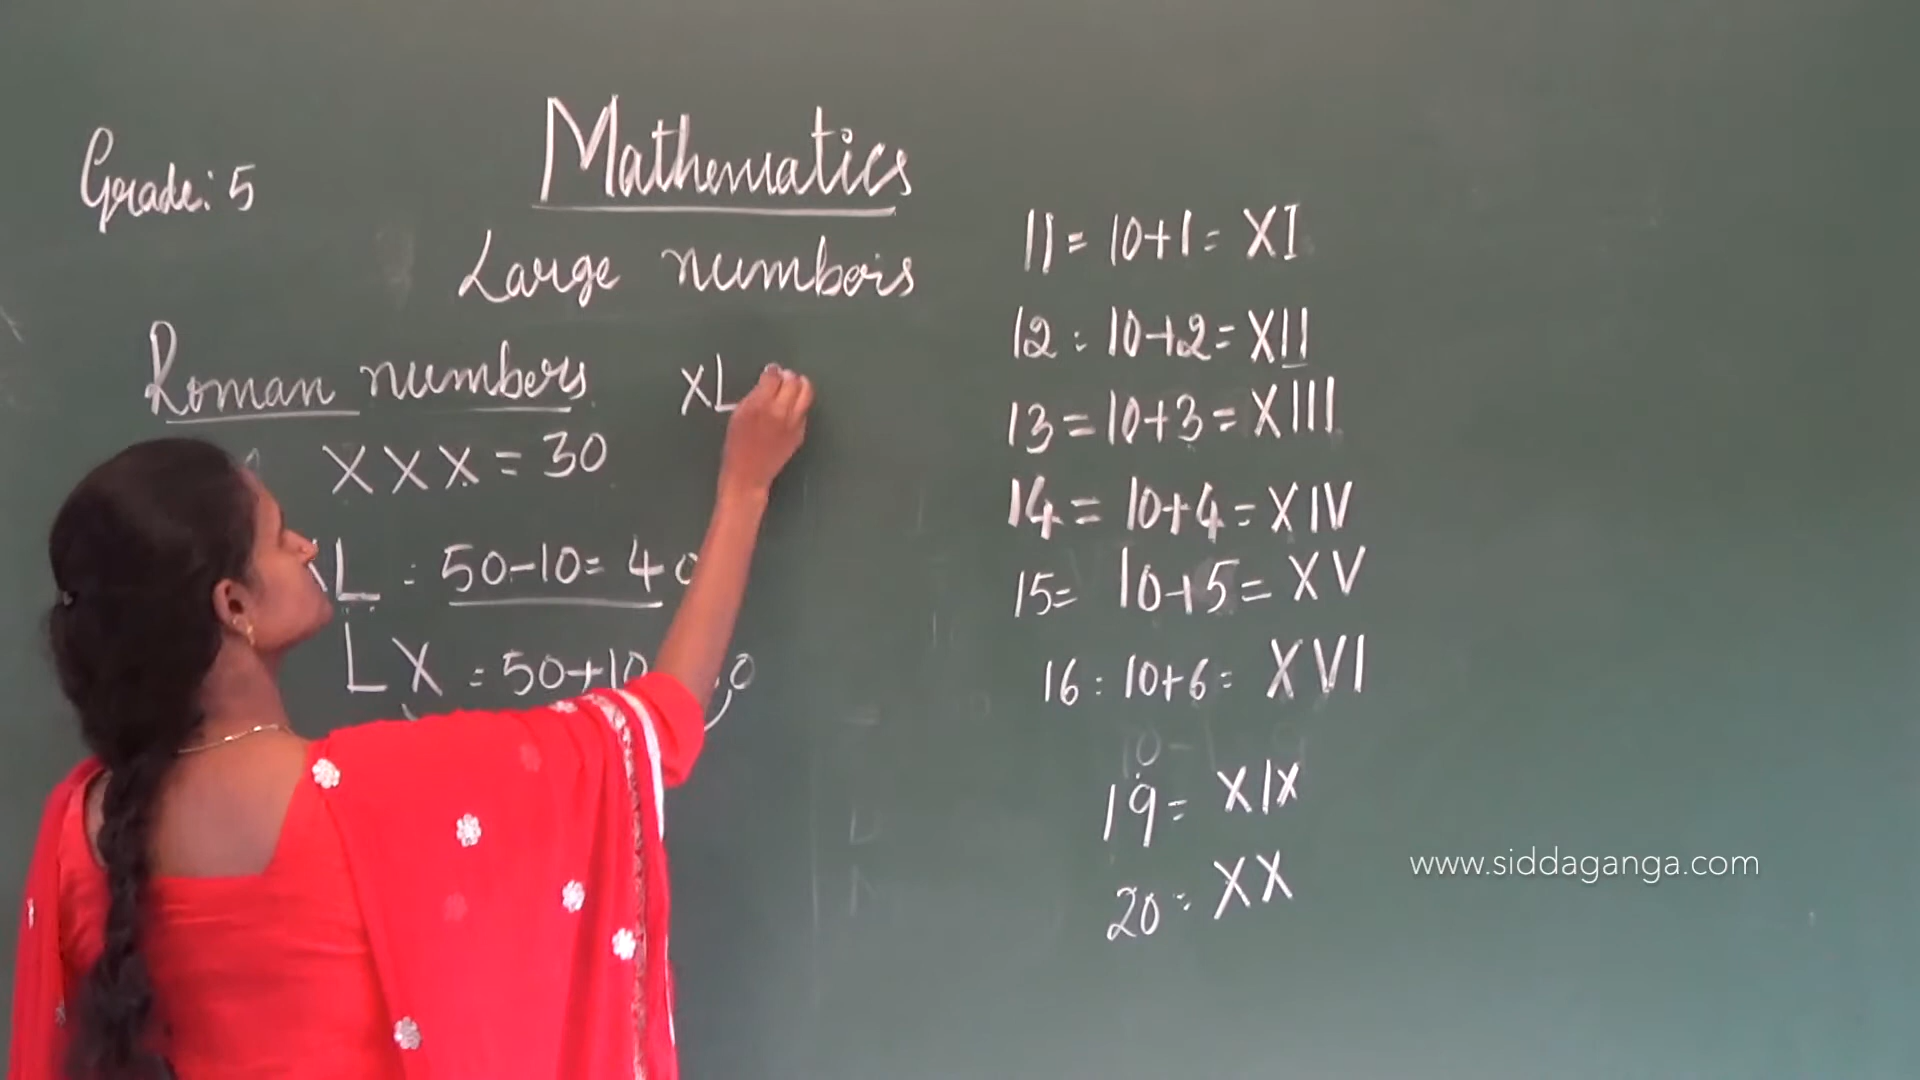 Grade: 5
Mathematics
Large numbers
Roman numbers
XL
XXX = 30
L = 50-10= 40
LX = 50+10
11 = 10+1 = XI
12 = 10+2 = XII
13 = 10+3 = XIII
14 = 10+4 = XIV
15 = 10+5 = XV
16 = 10+6 = XVI
19 = XIX
20 = XX
www.siddaganga.com